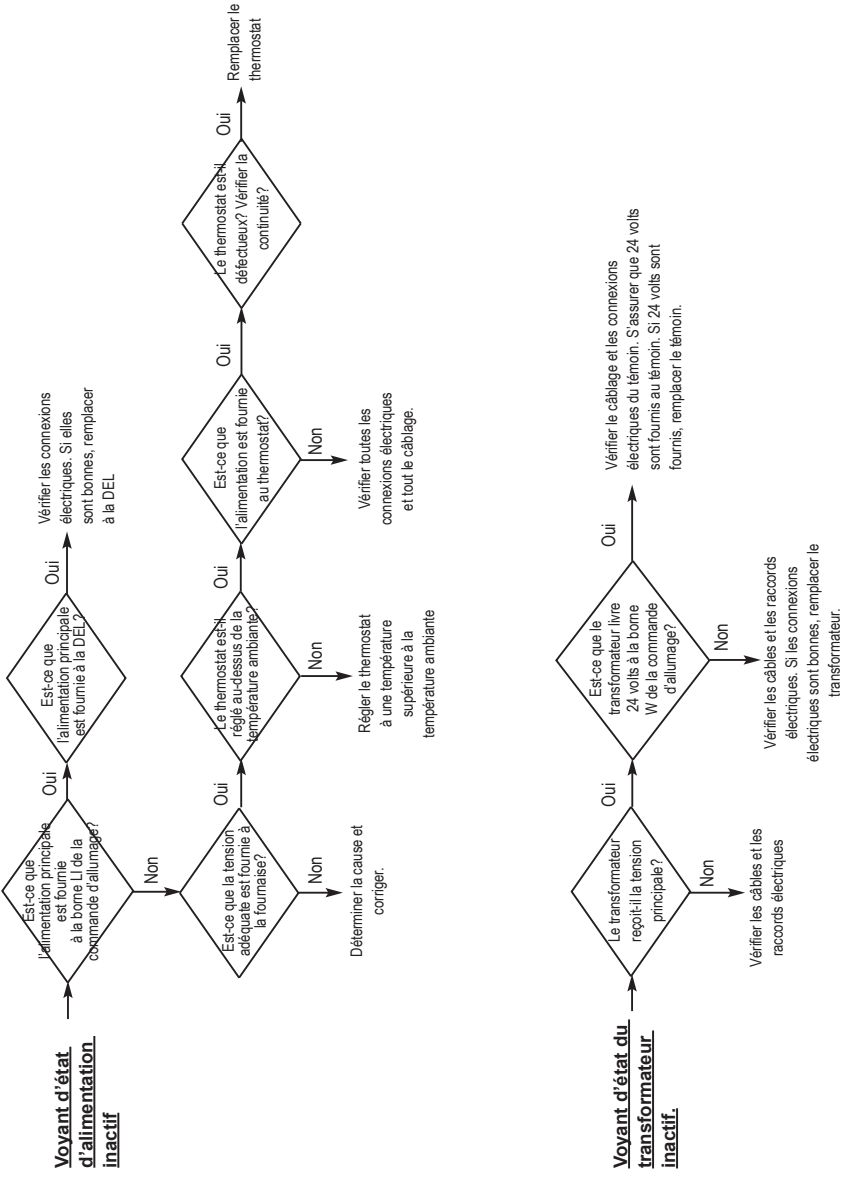 Voyant d'état
d'alimentation
inactif
Est-ce que
l'alimentation principale
est fournie
à la borne LI de la
commande d'allumage?
Oui
Est-ce que
l'alimentation principale
est fournie à la DEL?
Oui
Vérifier les connexions
électriques. Si elles
sont bonnes, remplacer
à la DEL
Non
Est-ce que la tension
adéquate est fournie à
la fournaise?
Oui
Le thermostat est-il
réglé au-dessus de la
température ambiante?
Oui
Est-ce que
l'alimentation est fournie
au thermostat?
Oui
Le thermostat est-il
défectueux? Vérifier la
continuité?
Oui
Remplacer le
thermostat
Non
Déterminer la cause et
corriger.
Non
Régler le thermostat
à une température
supérieure à la
température ambiante
Non
Vérifier toutes les
connexions électriques
et tout le câblage.
Voyant d'état du
transformateur
inactif.
Le transformateur
reçoit-il la tension
principale?
Oui
Est-ce que le
transformateur livre
24 volts à la borne
W de la commande
d'allumage?
Oui
Vérifier le câblage et les connexions
électriques du témoin. S'assurer que 24 volts
sont fournis au témoin. Si 24 volts sont
fournis, remplacer le témoin.
Non
Vérifier les câbles et les
raccords électriques
Non
Vérifier les câbles et les raccords
électriques. Si les connexions
électriques sont bonnes, remplacer le
transformateur.